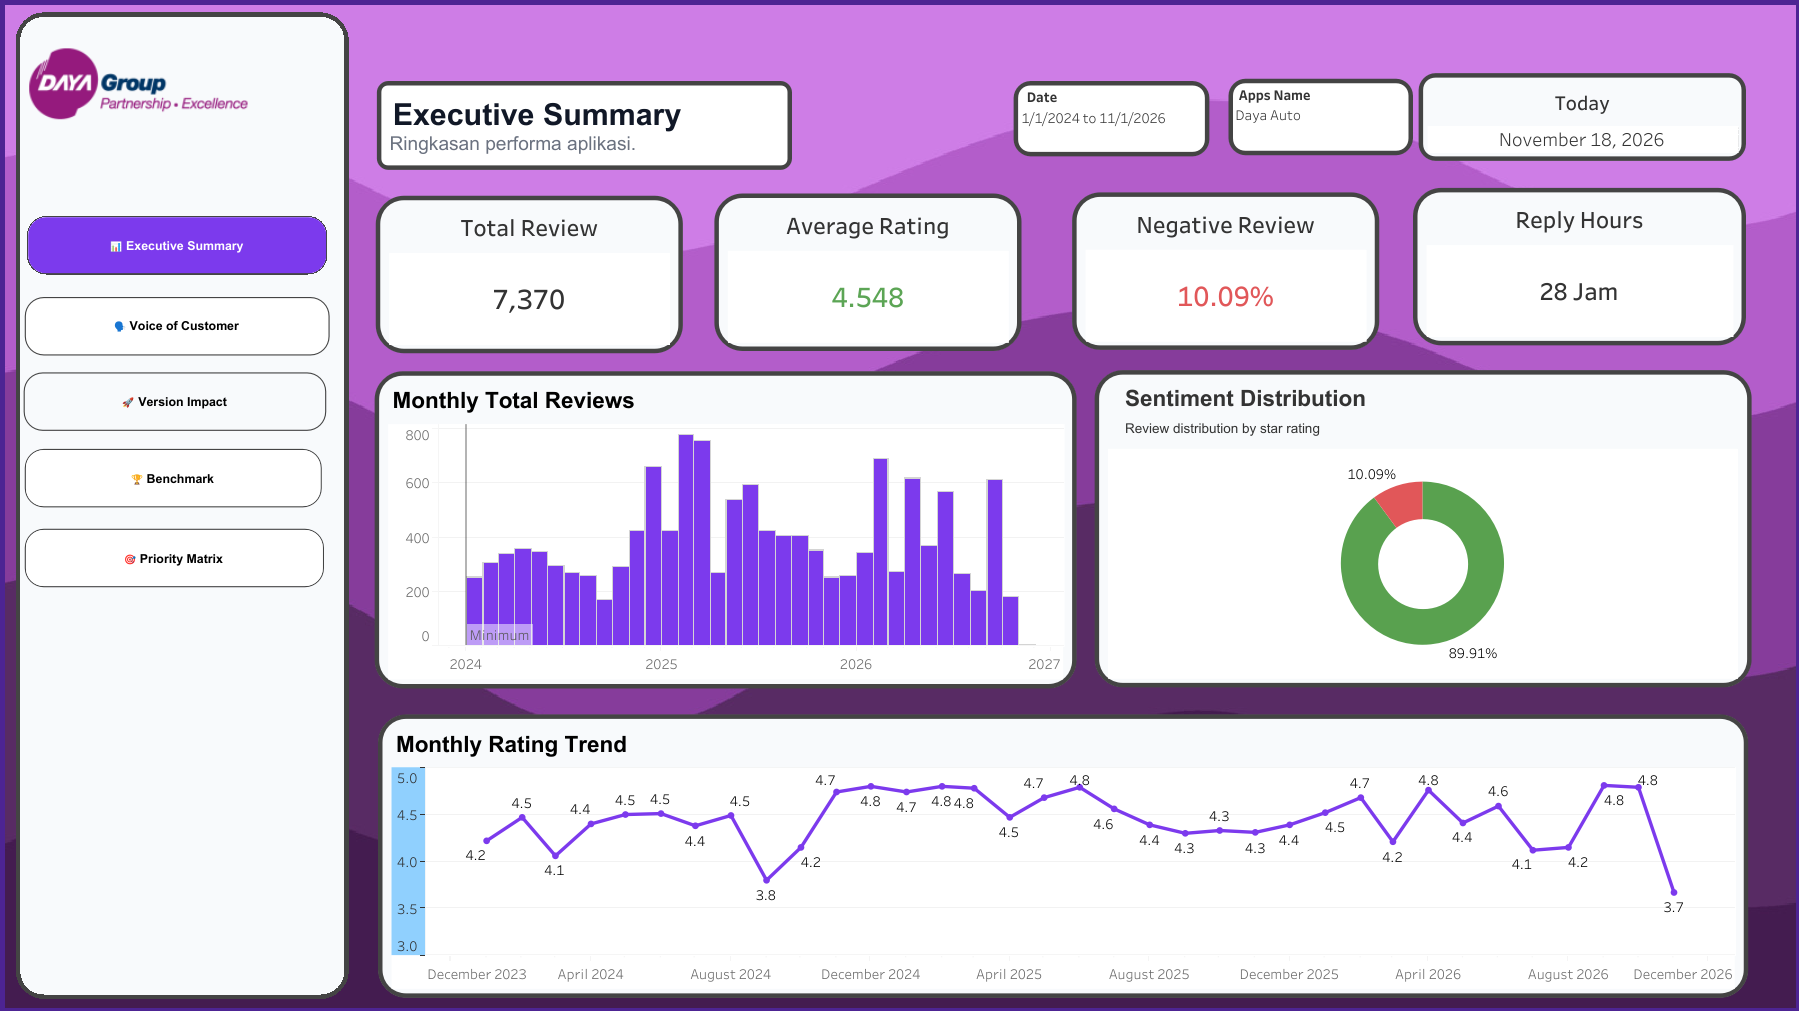 DAYA Group
Partnership • Excellence
Executive Summary
Voice of Customer
Version Impact
Benchmark
Priority Matrix
Executive Summary
Ringkasan performa aplikasi.
Date
1/1/2024 to 11/1/2026
Apps Name
Daya Auto
Today
November 18, 2026
Total Review
7,370
Average Rating
4.548
Negative Review
10.09%
Reply Hours
28 Jam
Monthly Total Reviews
800
600
400
200
0
Minimum
2024 2025 2026 2027
Sentiment Distribution
Review distribution by star rating
10.09%
89.91%
Monthly Rating Trend
5.0
4.5
4.0
3.5
3.0
4.2 4.5 4.1 4.4 4.5 4.5 4.4 4.5 3.8 4.2 4.7 4.8 4.7 4.8 4.8 4.5 4.7 4.8 4.6 4.4 4.3 4.3 4.3 4.4 4.5 4.7 4.2 4.8 4.4 4.6 4.1 4.2 4.8 4.8 3.7
December 2023 April 2024 August 2024 December 2024 April 2025 August 2025 December 2025 April 2026 August 2026 December 2026